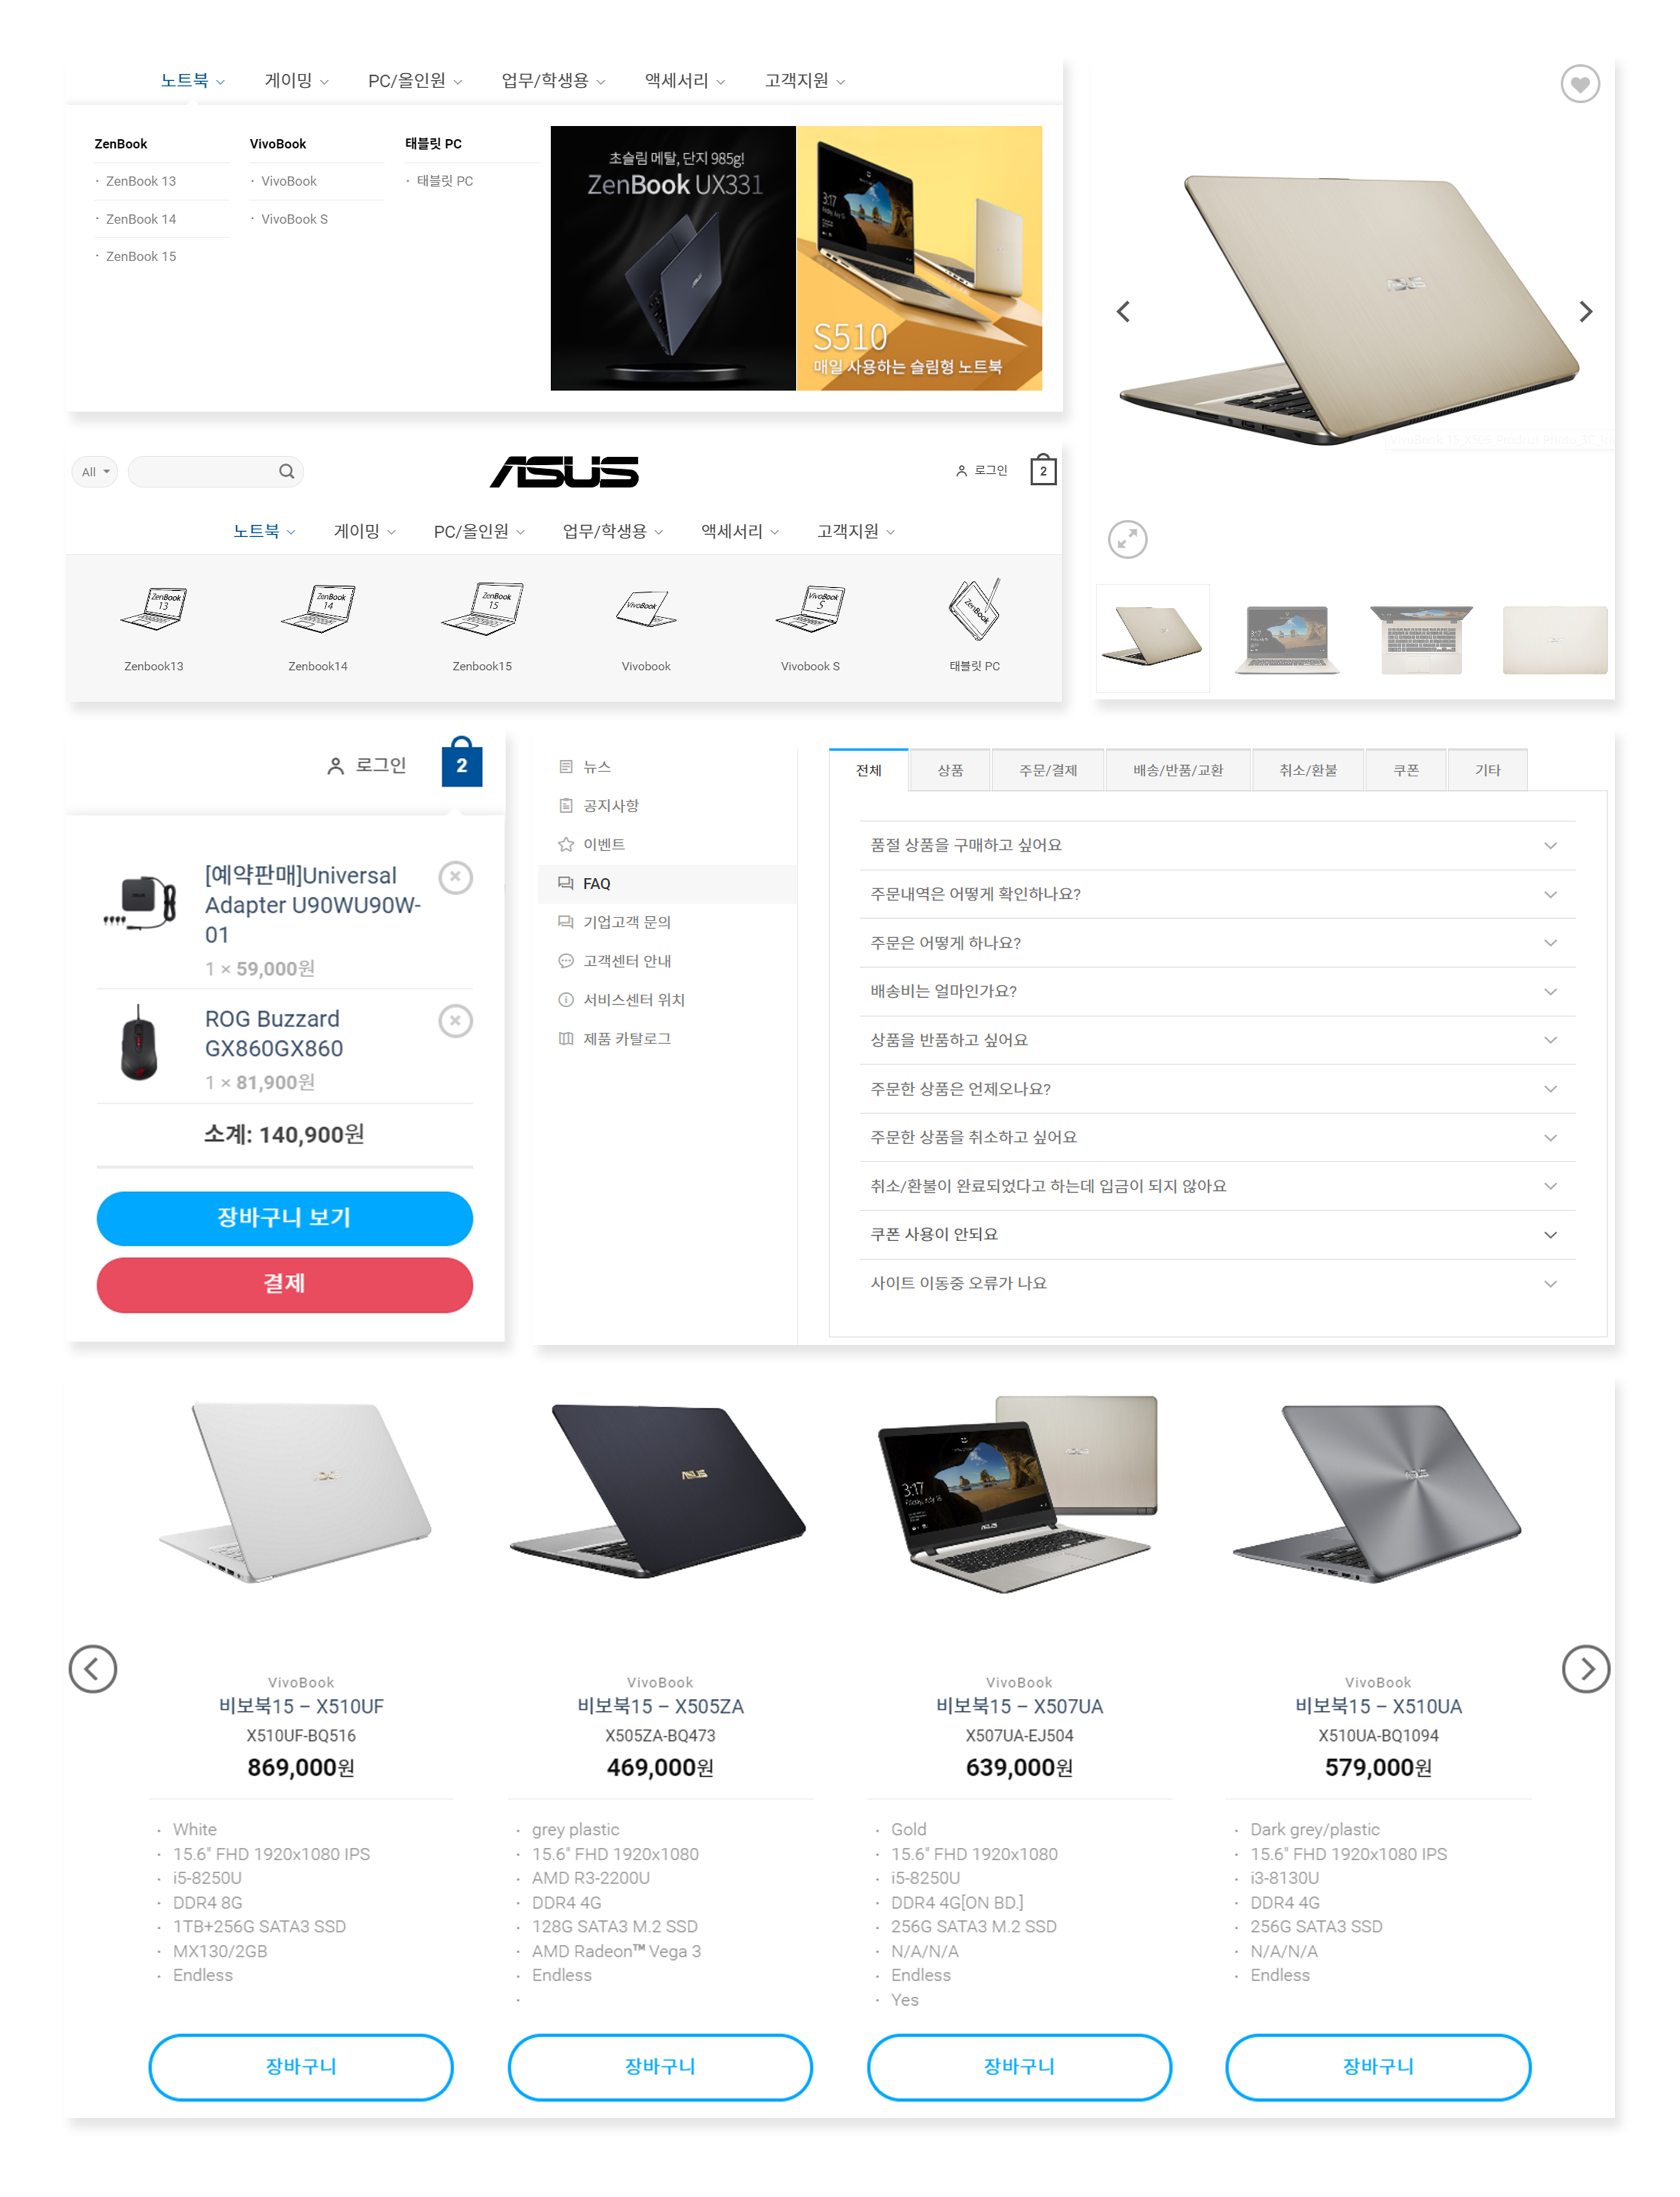 노트북 게이밍 PC/올인원 업무/학생용 액세서리 고객지원
ZenBook
· ZenBook 13
· ZenBook 14
· ZenBook 15
VivoBook
· VivoBook
· VivoBook S
태블릿 PC
· 태블릿 PC
초슬림 메탈, 단지 985g!
ZenBook UX331
S510
매일 사용하는 슬림형 노트북
All
ASUS
로그인
2
노트북 게이밍 PC/올인원 업무/학생용 액세서리 고객지원
ZenBook 13
ZenBook 14
ZenBook 15
VivoBook
VivoBook S
ZenBook
Zenbook13
Zenbook14
Zenbook15
Vivobook
Vivobook S
태블릿 PC
ASUS
로그인
2
[예약판매]Universal
Adapter U90WU90W-
01
1 × 59,000원
ROG Buzzard
GX860GX860
1 × 81,900원
소계: 140,900원
장바구니 보기
결제
뉴스
공지사항
이벤트
FAQ
기업고객 문의
고객센터 안내
서비스센터 위치
제품 카탈로그
전체 상품 주문/결제 배송/반품/교환 취소/환불 쿠폰 기타
품절 상품을 구매하고 싶어요
주문내역은 어떻게 확인하나요?
주문은 어떻게 하나요?
배송비는 얼마인가요?
상품을 반품하고 싶어요
주문한 상품은 언제오나요?
주문한 상품을 취소하고 싶어요
취소/환불이 완료되었다고 하는데 입금이 되지 않아요
쿠폰 사용이 안되요
사이트 이동중 오류가 나요
VivoBook
비보북15 – X510UF
X510UF-BQ516
869,000원
· White
· 15.6" FHD 1920x1080 IPS
· i5-8250U
· DDR4 8G
· 1TB+256G SATA3 SSD
· MX130/2GB
· Endless
장바구니
ASUS
VivoBook
비보북15 – X505ZA
X505ZA-BQ473
469,000원
· grey plastic
· 15.6" FHD 1920x1080
· AMD R3-2200U
· DDR4 4G
· 128G SATA3 M.2 SSD
· AMD Radeon™ Vega 3
· Endless
·
장바구니
3:17
ASUS
VivoBook
비보북15 – X507UA
X507UA-EJ504
639,000원
· Gold
· 15.6" FHD 1920x1080
· i5-8250U
· DDR4 4G[ON BD.]
· 256G SATA3 M.2 SSD
· N/A/N/A
· Endless
· Yes
장바구니
ASUS
VivoBook
비보북15 – X510UA
X510UA-BQ1094
579,000원
· Dark grey/plastic
· 15.6" FHD 1920x1080 IPS
· i3-8130U
· DDR4 4G
· 256G SATA3 SSD
· N/A/N/A
· Endless
장바구니